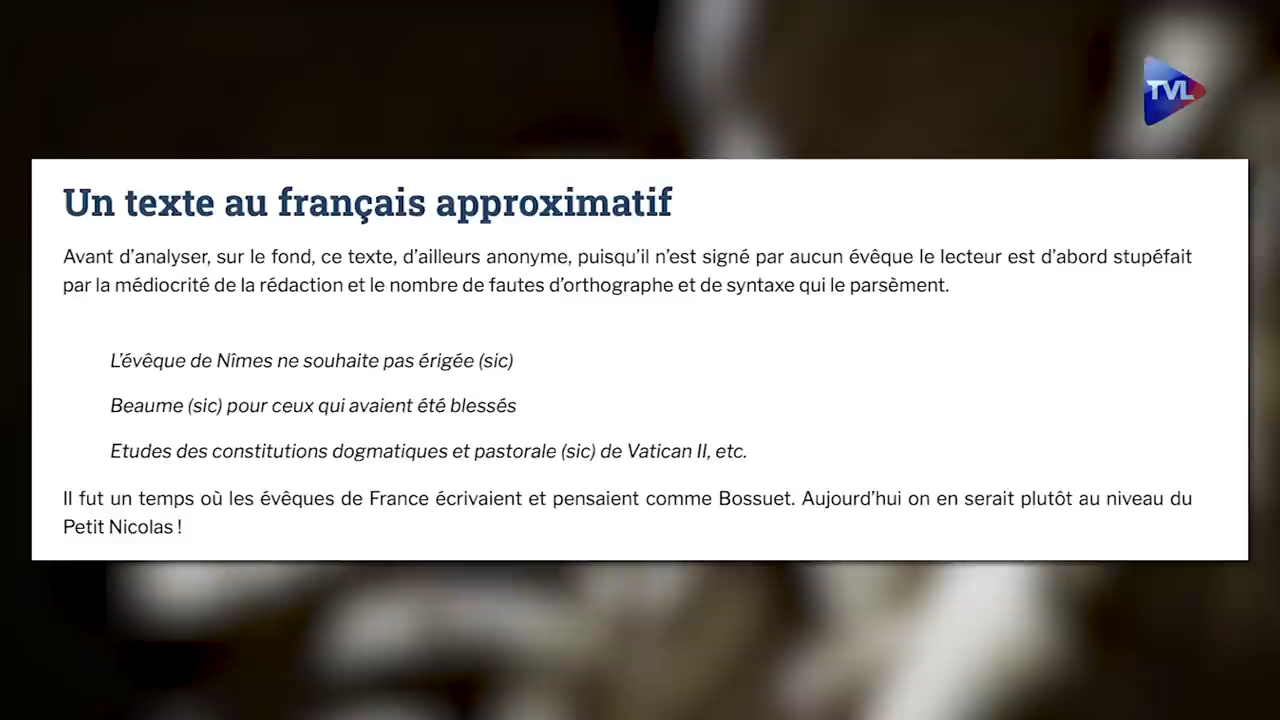 TVL
Un texte au français approximatif
Avant d’analyser, sur le fond, ce texte, d’ailleurs anonyme, puisqu’il n’est signé par aucun évêque le lecteur est d’abord stupéfait
par la médiocrité de la rédaction et le nombre de fautes d’orthographe et de syntaxe qui le parsèment.
L’évêque de Nîmes ne souhaite pas érigée (sic)
Beaume (sic) pour ceux qui avaient été blessés
Etudes des constitutions dogmatiques et pastorale (sic) de Vatican II, etc.
Il fut un temps où les évêques de France écrivaient et pensaient comme Bossuet. Aujourd’hui on en serait plutôt au niveau du
Petit Nicolas !